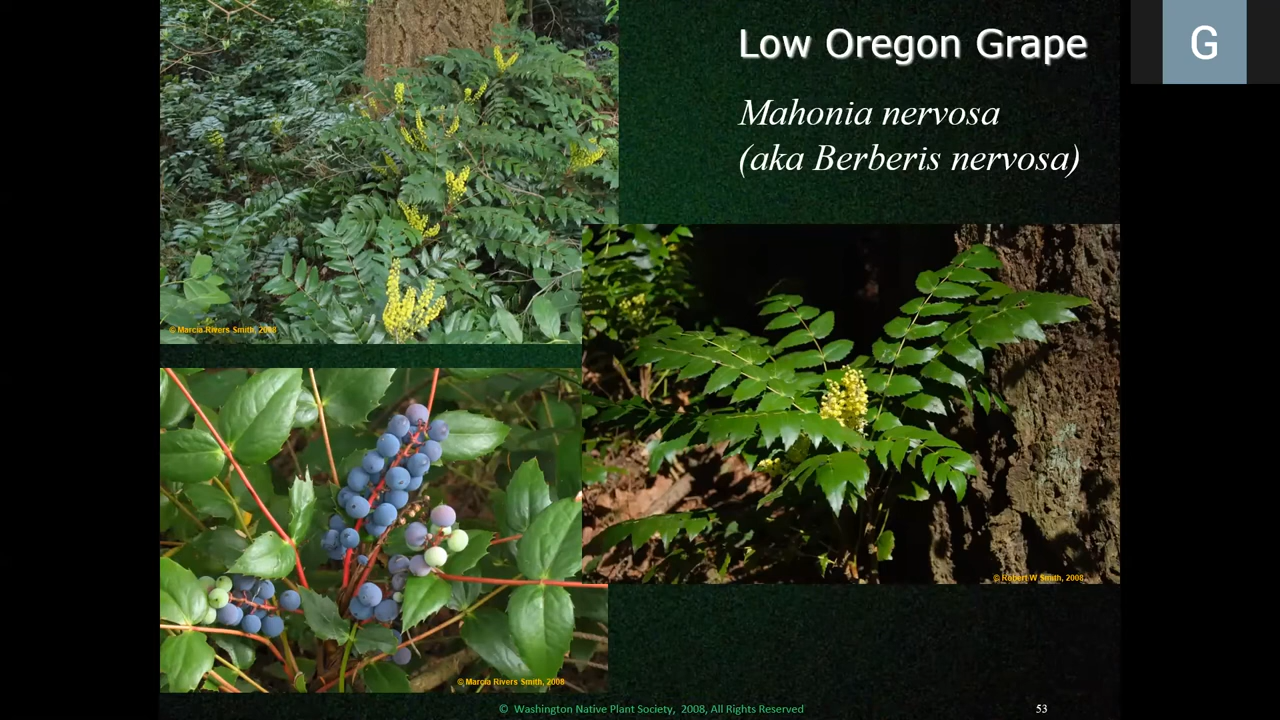 Low Oregon Grape
G
Mahonia nervosa
(aka Berberis nervosa)
© Marcia Rivers Smith, 2008
© Robert W Smith, 2008
© Marcia Rivers Smith, 2008
© Washington Native Plant Society, 2008, All Rights Reserved
53